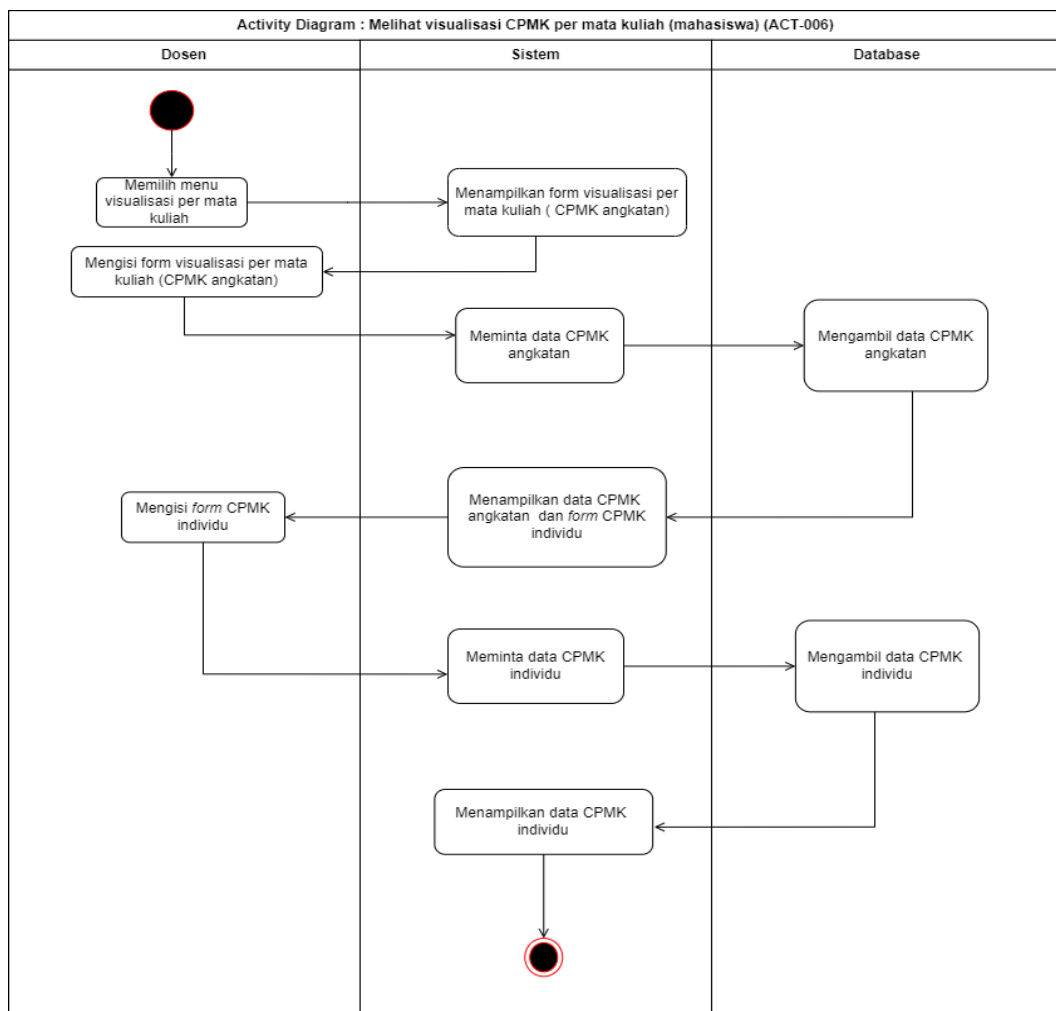 Activity Diagram : Melihat visualisasi CPMK per mata kuliah (mahasiswa) (ACT-006)
Dosen
Sistem
Database
Memilih menu
visualisasi per mata
kuliah
Menampilkan form visualisasi per
mata kuliah ( CPMK angkatan)
Mengisi form visualisasi per mata
kuliah (CPMK angkatan)
Meminta data CPMK
angkatan
Mengambil data CPMK
angkatan
Mengisi form CPMK
individu
Menampilkan data CPMK
angkatan dan form CPMK
individu
Meminta data CPMK
individu
Mengambil data CPMK
individu
Menampilkan data CPMK
individu